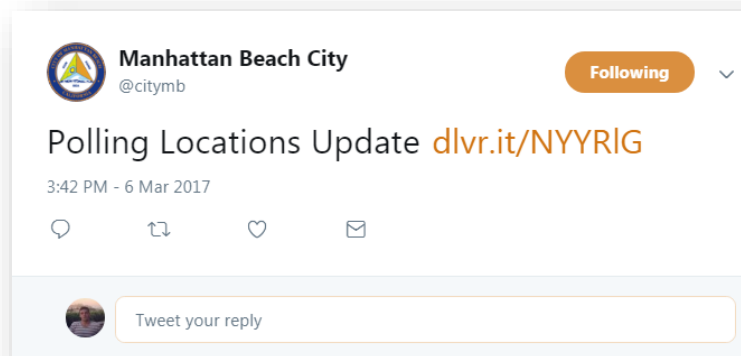 Manhattan Beach City
@citymb
Following
Polling Locations Update dlvr.it/NYYRlG
3:42 PM - 6 Mar 2017
Tweet your reply